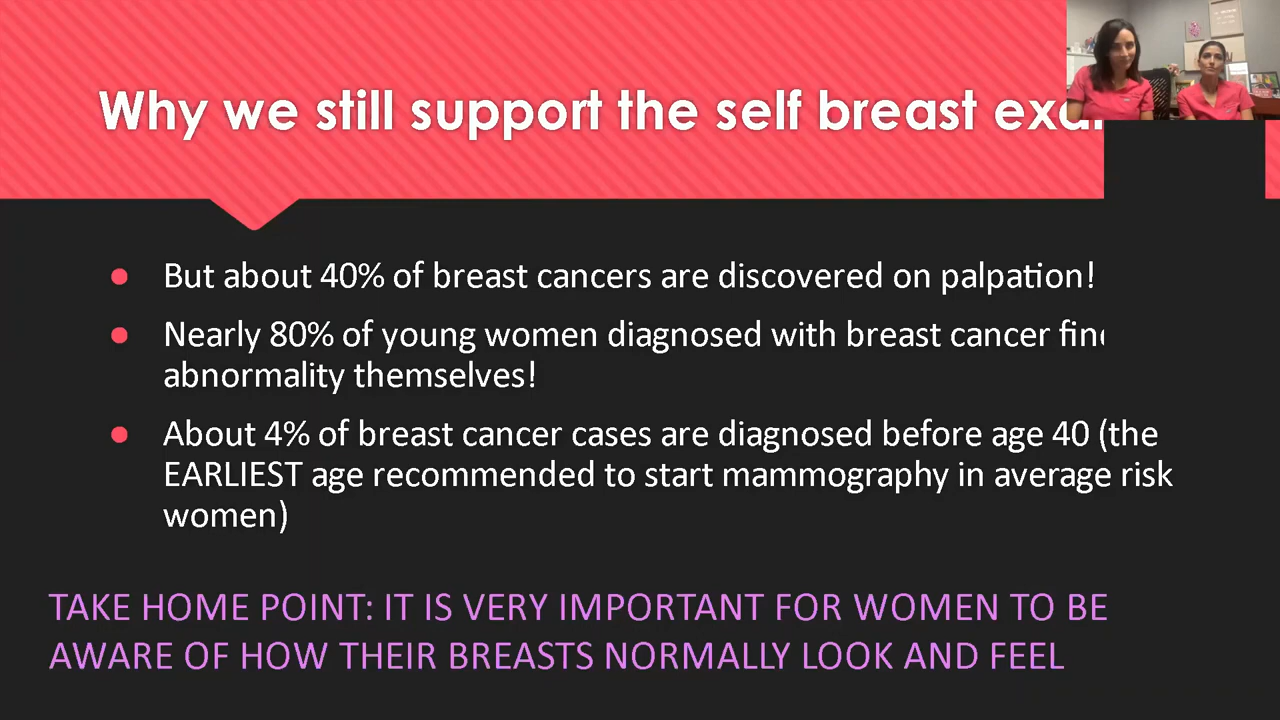 Why we still support the self breast
But about 40% of breast cancers are discovered on palpation!
Nearly 80% of young women diagnosed with breast cancer
abnormality themselves!
About 4% of breast cancer cases are diagnosed before age 40 (the
EARLIEST age recommended to start mammography in average risk
women)
TAKE HOME POINT: IT IS VERY IMPORTANT FOR WOMEN TO BE
AWARE OF HOW THEIR BREASTS NORMALLY LOOK AND FEEL